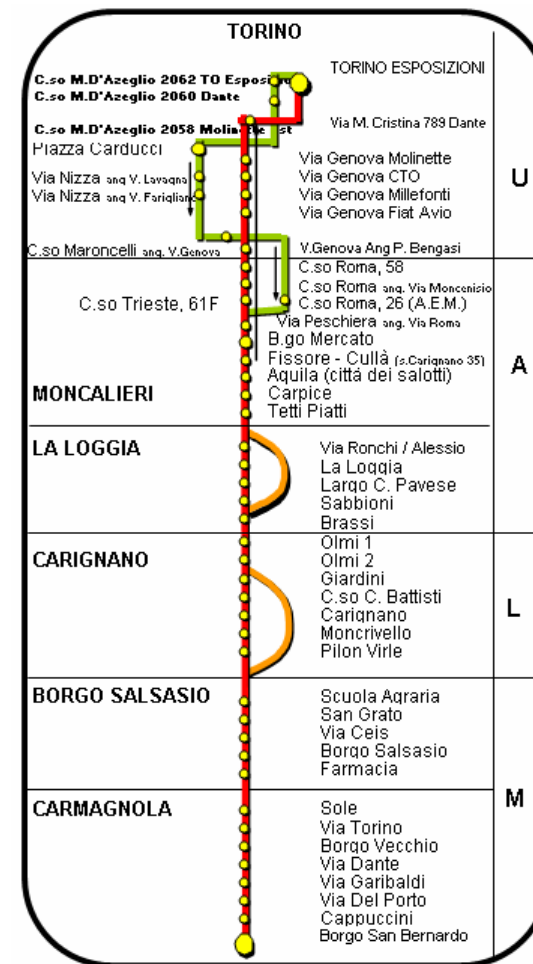 TORINO
TORINO ESPOSIZIONI
C.so M.D'Azeglio 2062 TO Esposizio
C.so M.D'Azeglio 2060 Dante
Via M. Cristina 789 Dante
C.so M.D'Azeglio 2058 Molinette
Piazza Carducci
Via Genova Molinette
Via Nizza ang V. Lavagna
Via Genova CTO
Via Nizza ang V. Farigliano
Via Genova Millefonti
Via Genova Fiat Avio
U
C.so Maroncelli ang. V.Genova
V.Genova Ang P. Bengasi
C.so Roma, 58
C.so Roma ang. Via Moncenisio
C.so Trieste, 61F
C.so Roma, 26 (A.E.M.)
Via Peschiera ang. Via Roma
B.go Mercato
Fissore - Cullà (s.Carignano 35)
A
Aquila (città dei salotti)
MONCALIERI
Carpice
Tetti Piatti
LA LOGGIA
Via Ronchi / Alessio
La Loggia
Largo C. Pavese
Sabbioni
Brassi
CARIGNANO
Olmi 1
Olmi 2
Giardini
C.so C. Battisti
L
Carignano
Moncrivello
Pilon Virle
BORGO SALSASIO
Scuola Agraria
San Grato
Via Ceis
Borgo Salsasio
Farmacia
M
CARMAGNOLA
Sole
Via Torino
Borgo Vecchio
Via Dante
Via Garibaldi
Via Del Porto
Cappuccini
Borgo San Bernardo